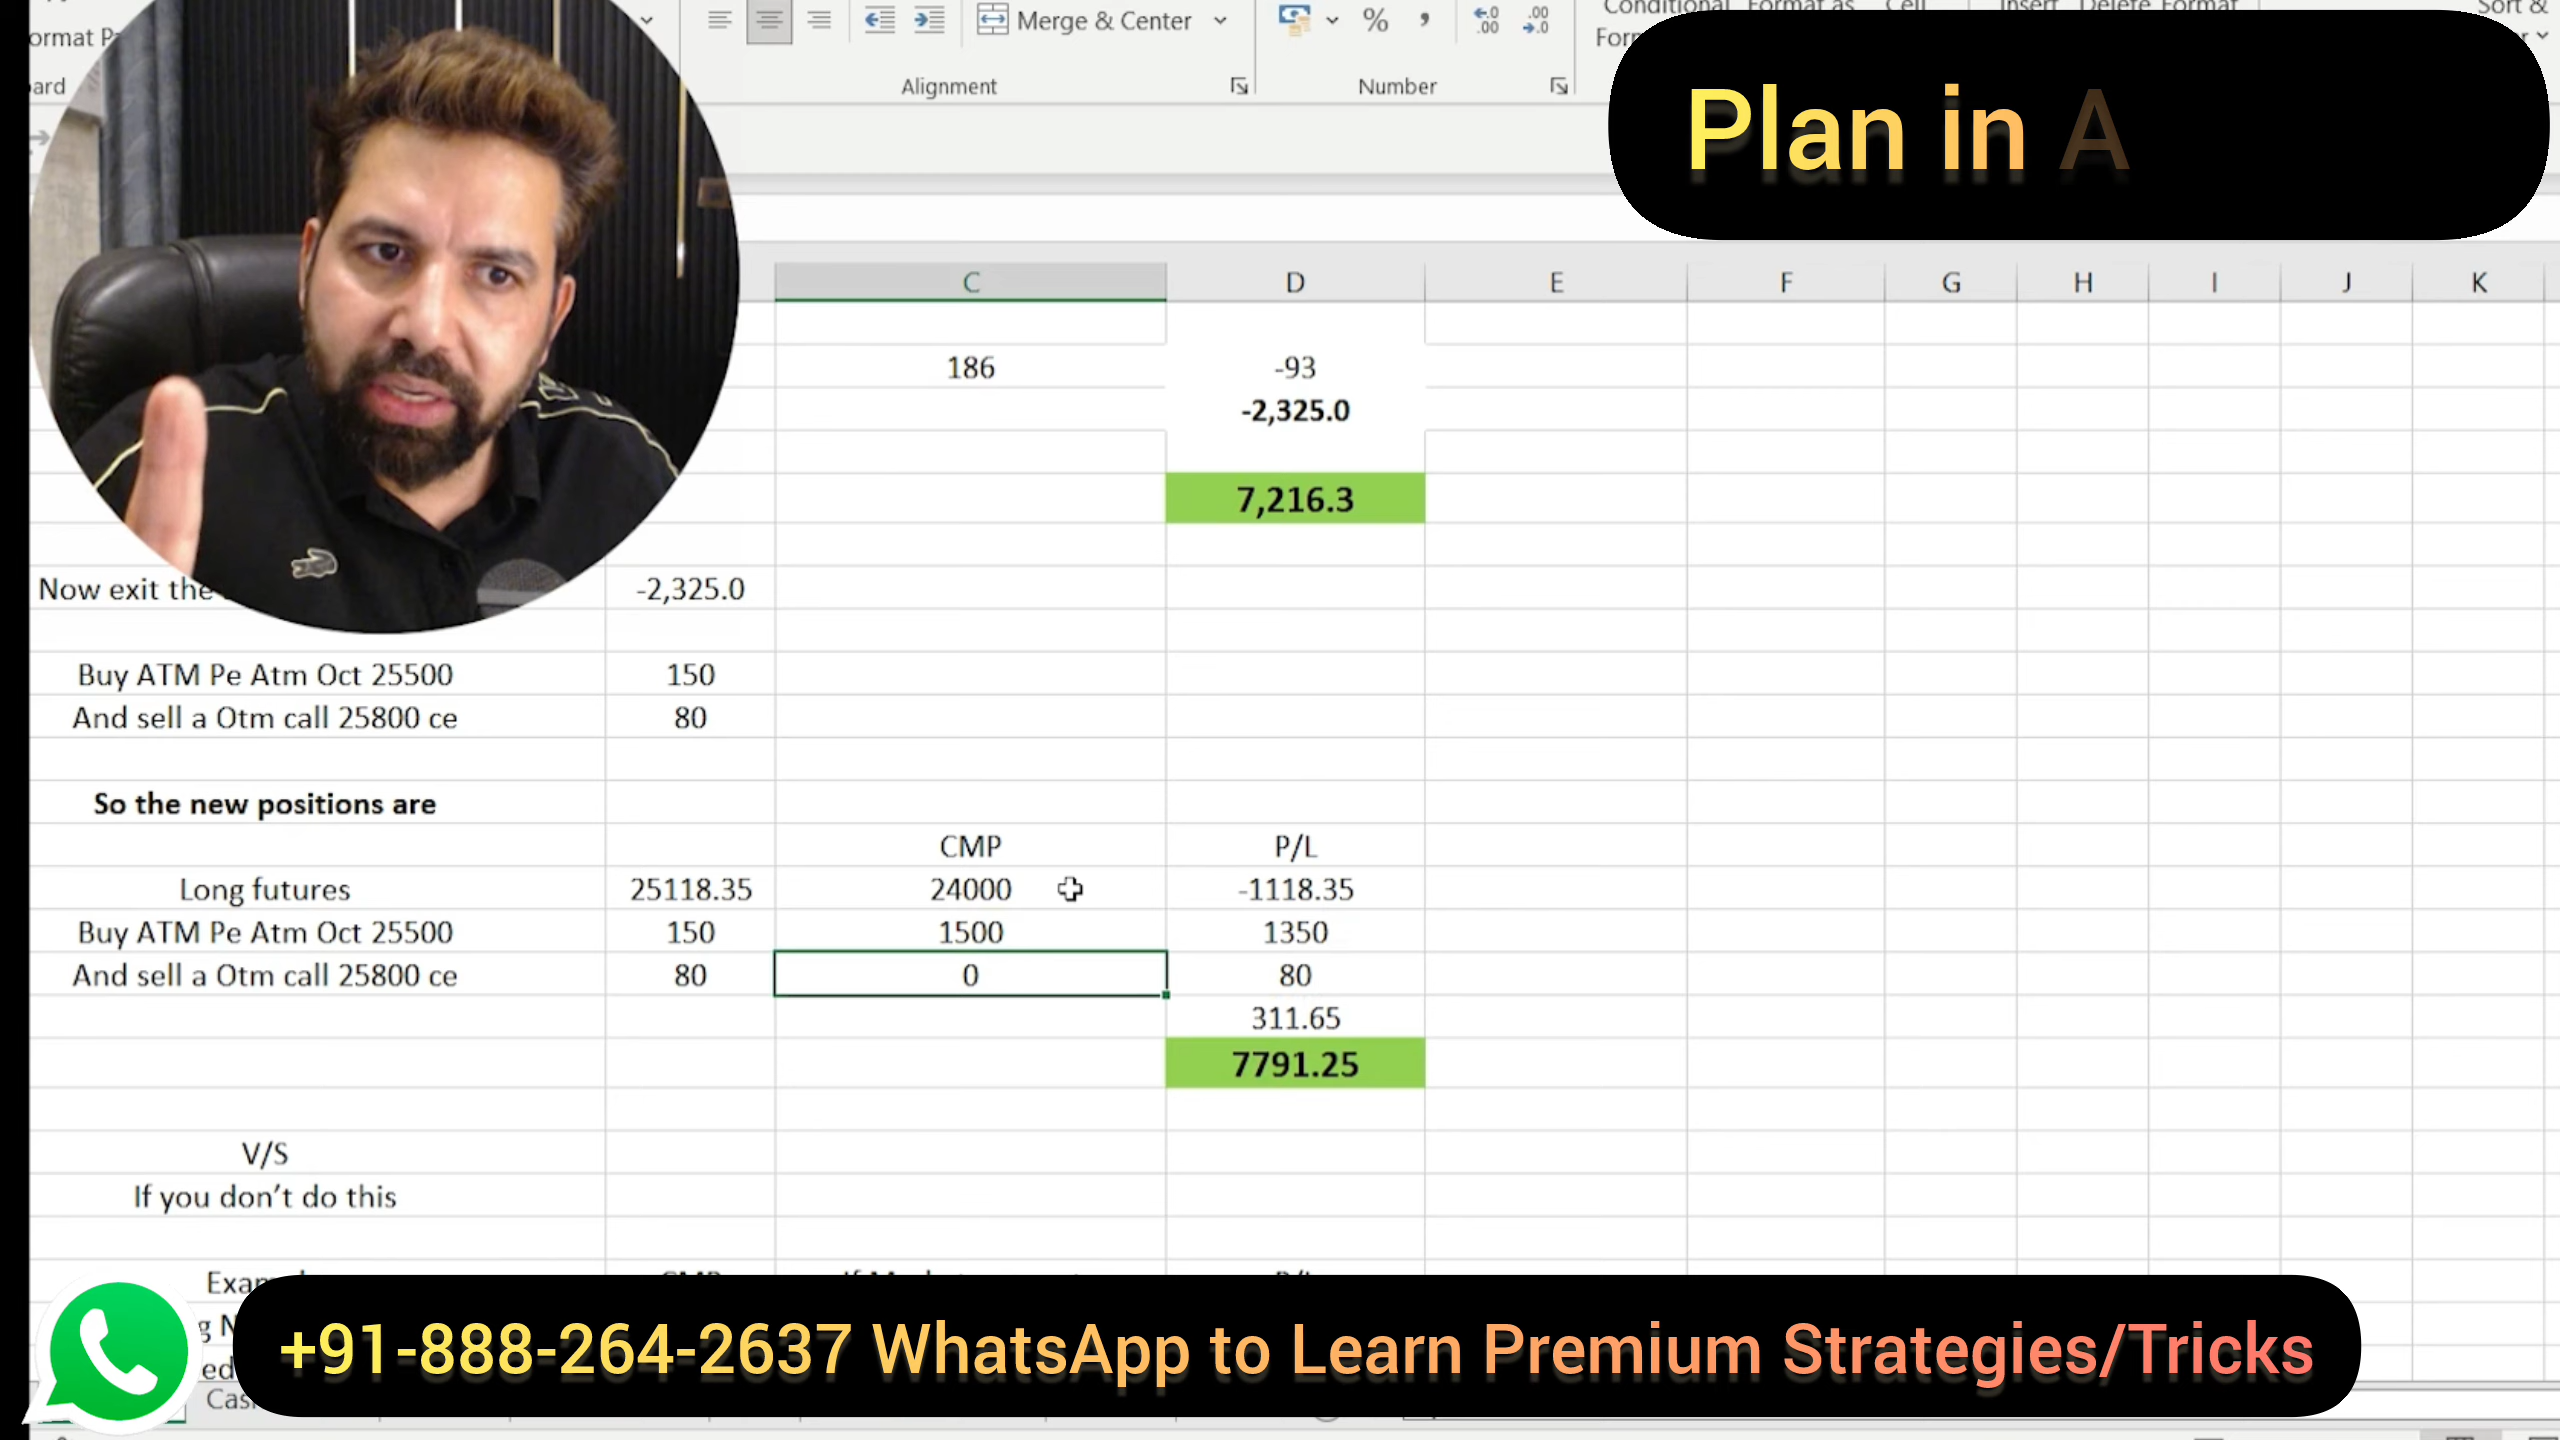 Merge & Center
%
Alignment
Number
Plan in A
C D E F G H I J K
186 -93
-2,325.0
7,216.3
Now exit the -2,325.0
Buy ATM Pe Atm Oct 25500 150
And sell a Otm call 25800 ce 80
So the new positions are
CMP P/L
Long futures 25118.35 24000 -1118.35
Buy ATM Pe Atm Oct 25500 150 1500 1350
And sell a Otm call 25800 ce 80 0 80
311.65
7791.25
V/S
If you don't do this
+91-888-264-2637 WhatsApp to Learn Premium Strategies/Tricks